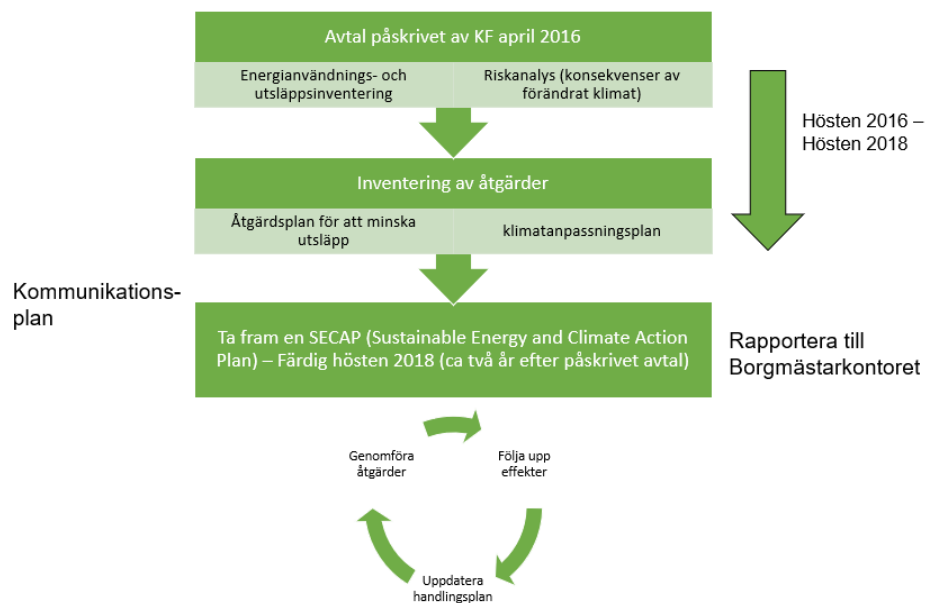 Avtal påskrivet av KF april 2016
Energianvändnings- och
utsläppsinventering
Riskanalys (konsekvenser av
förändrat klimat)
Hösten 2016 –
Hösten 2018
Inventering av åtgärder
Åtgärdsplan för att minska
utsläpp
klimatanpassningsplan
Kommunikations-
plan
Ta fram en SECAP (Sustainable Energy and Climate Action
Plan) – Färdig hösten 2018 (ca två år efter påskrivet avtal)
Rapportera till
Borgmästarkontoret
Genomföra
åtgärder
Följa upp
effekter
Uppdatera
handlingsplan